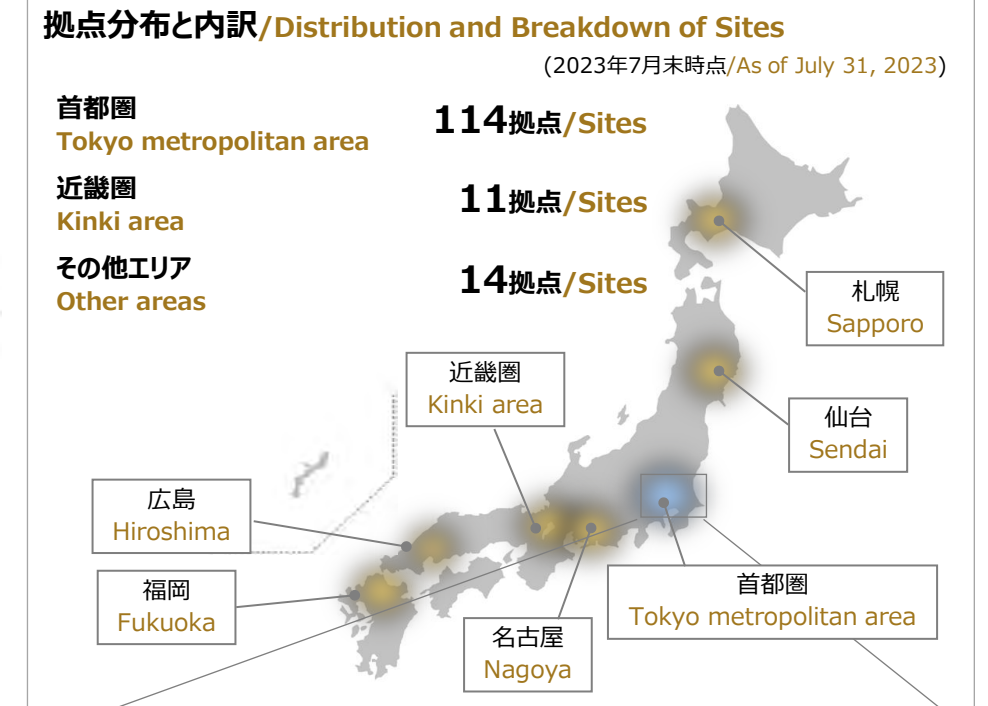 拠点分布と内訳/Distribution and Breakdown of Sites
(2023年7月末時点/As of July 31, 2023)
首都圏
Tokyo metropolitan area
114拠点/Sites
近畿圏
Kinki area
11拠点/Sites
その他エリア
Other areas
14拠点/Sites
札幌
Sapporo
近畿圏
Kinki area
仙台
Sendai
広島
Hiroshima
福岡
Fukuoka
首都圏
Tokyo metropolitan area
名古屋
Nagoya